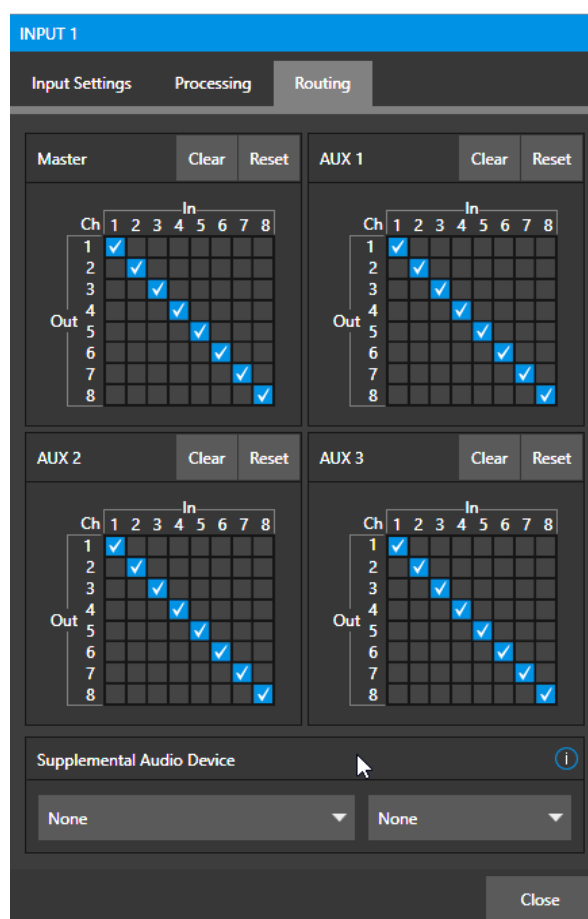 INPUT 1
Input Settings Processing Routing
Master Clear Reset
In
Ch 1 2 3 4 5 6 7 8
1
2
3
Out 4
5
6
7
8
AUX 1 Clear Reset
In
Ch 1 2 3 4 5 6 7 8
1
2
3
Out 4
5
6
7
8
AUX 2 Clear Reset
In
Ch 1 2 3 4 5 6 7 8
1
2
3
Out 4
5
6
7
8
AUX 3 Clear Reset
In
Ch 1 2 3 4 5 6 7 8
1
2
3
Out 4
5
6
7
8
Supplemental Audio Device i
None None
Close